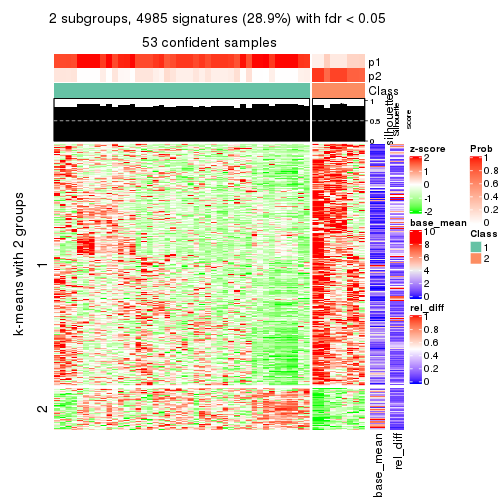 2 subgroups, 4985 signatures (28.9%) with fdr < 0.05
53 confident samples
p1
p2
Class
1
0.5
0
silhouette
Silhouette
score
k-means with 2 groups
1
2
base_mean
rel_diff
z-score
2
1
0
-1
-2
base_mean
10
8
6
4
2
0
rel_diff
1
0.8
0.6
0.4
0.2
0
Prob
1
0.8
0.6
0.4
0.2
0
Class
1
2